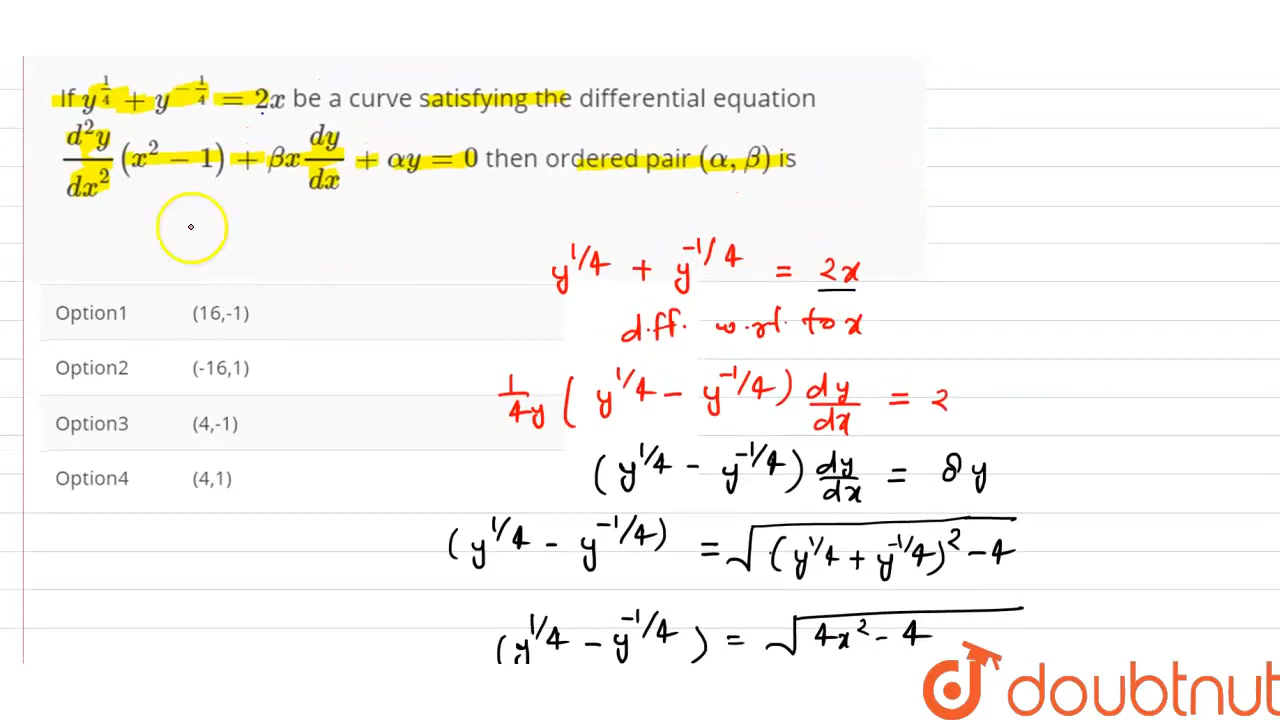 If y^{1/4} + y^{-1/4} = 2x be a curve satisfying the differential equation
d²y/dx² (x² − 1) + βx dy/dx + αy = 0 then ordered pair (α, β) is
y^{1/4} + y^{-1/4} = 2x
Option1 (16,-1)
diff. w.r.t. to x
Option2 (-16,1)
1/4y ( y^{1/4} − y^{-1/4} ) dy/dx = 2
Option3 (4,-1)
Option4 (4,1)
( y^{1/4} − y^{-1/4} ) dy/dx = 8y
( y^{1/4} − y^{-1/4} ) = √( (y^{1/4} + y^{-1/4})² − 4 )
( y^{1/4} − y^{-1/4} ) = √( 4x² − 4 )
doubtnut